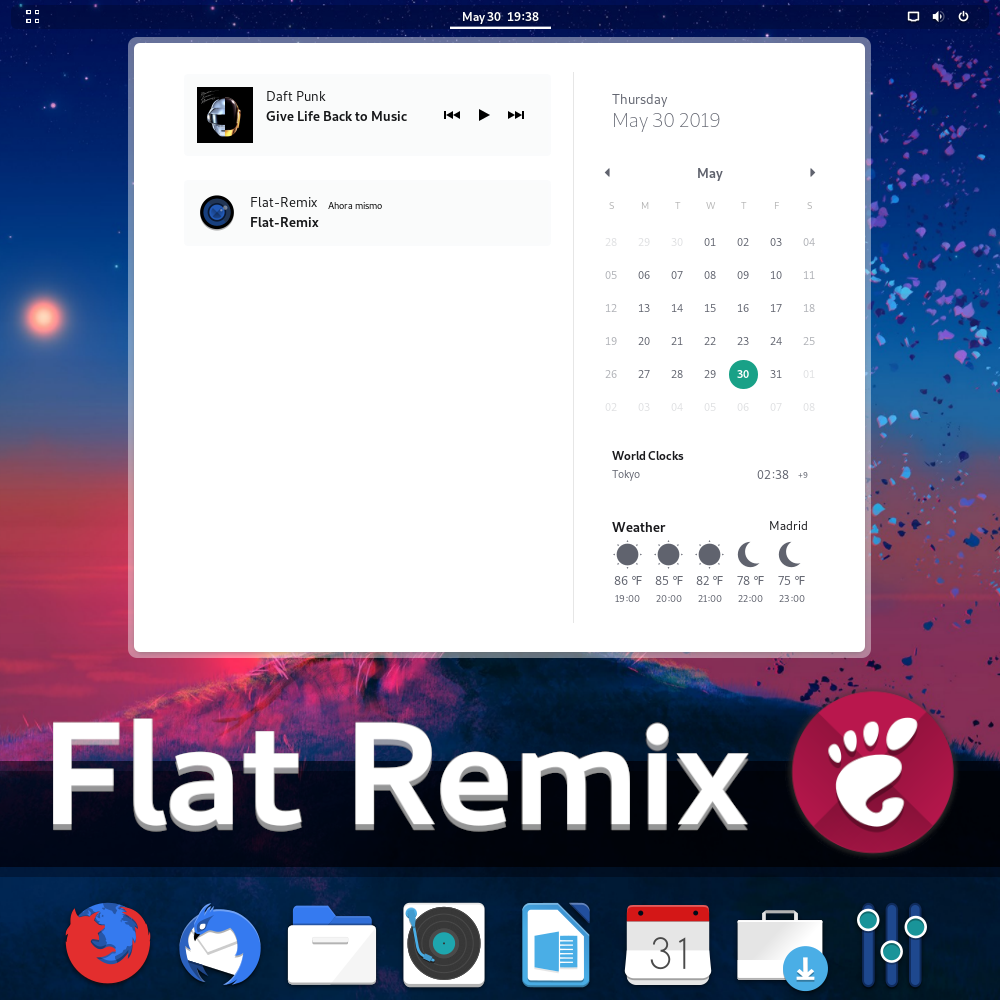 May 30 19:38
Daft Punk
Give Life Back to Music
Flat-Remix Ahora mismo
Flat-Remix
Thursday
May 30 2019
May
S M T W T F S
28 29 30 01 02 03 04
05 06 07 08 09 10 11
12 13 14 15 16 17 18
19 20 21 22 23 24 25
26 27 28 29 30 31 01
02 03 04 05 06 07 08
World Clocks
Tokyo 02:38 +9
Weather Madrid
86 °F 85 °F 82 °F 78 °F 75 °F
19:00 20:00 21:00 22:00 23:00
Flat Remix
31